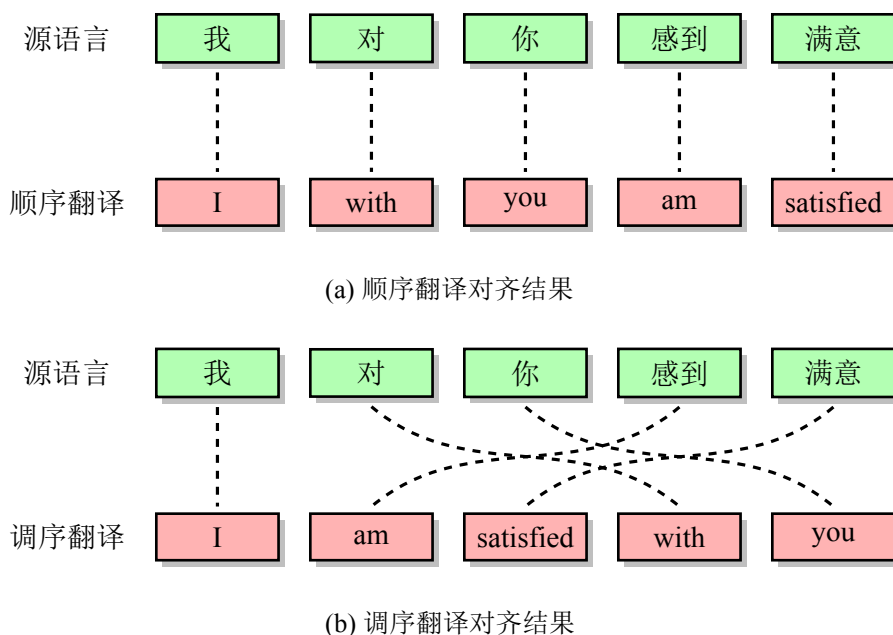 源语言 我 对 你 感到 满意
顺序翻译 I with you am satisfied
(a) 顺序翻译对齐结果
源语言 我 对 你 感到 满意
调序翻译 I am satisfied with you
(b) 调序翻译对齐结果